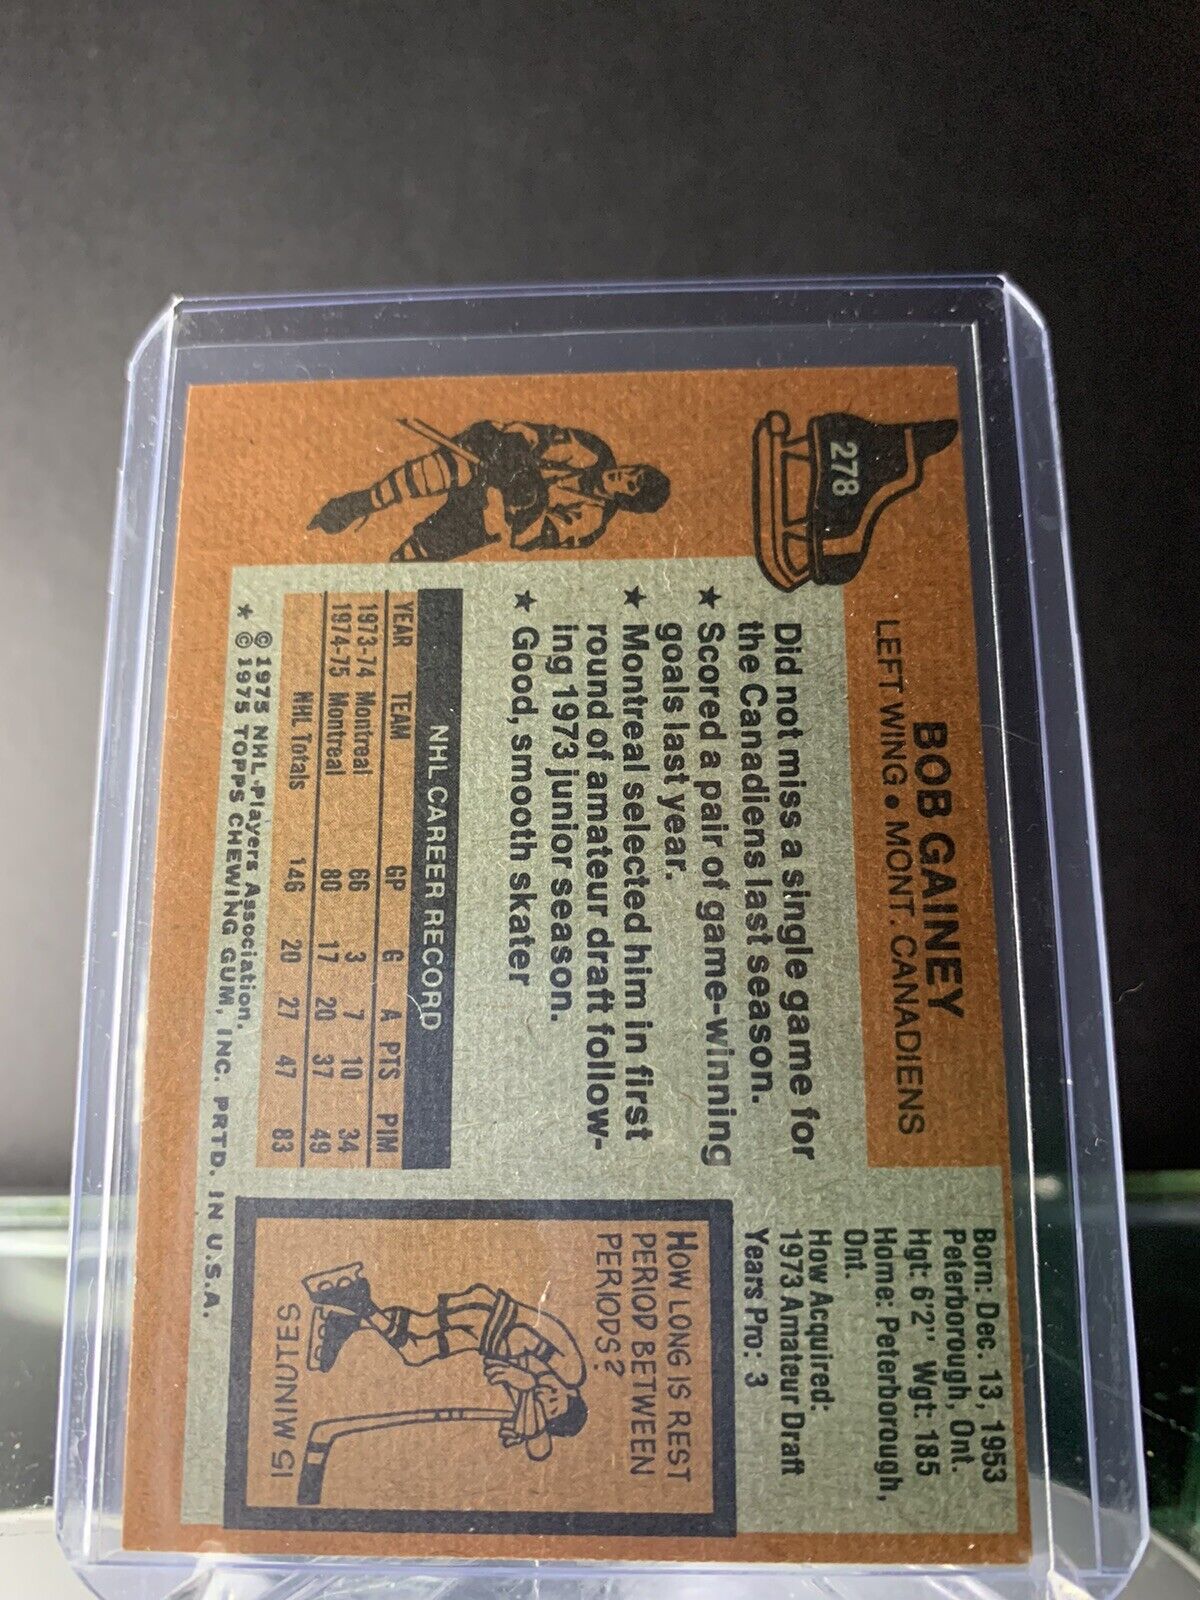 278
BOB GAINEY
LEFT WING • MONT. CANADIENS
Born: Dec. 13, 1953
Peterborough, Ont.
Hgt: 6'2" Wgt: 185
Home: Peterborough,
Ont.
How Acquired:
1973 Amateur Draft
Years Pro: 3
Did not miss a single game for
the Canadiens last season.
★ Scored a pair of game-winning
goals last year.
★ Montreal selected him in first
round of amateur draft follow-
ing 1973 junior season.
★ Good, smooth skater
NHL CAREER RECORD
YEAR TEAM GP G A PTS PIM
1973-74 Montreal 66 3 7 10 34
1974-75 Montreal 80 17 20 37 49
NHL Totals 146 20 27 47 83
© 1975 NHL Players Association.
* © 1975 TOPPS CHEWING GUM, INC. PRTD. IN U.S.A.
HOW LONG IS REST
PERIOD BETWEEN
PERIODS?
15 MINUTES